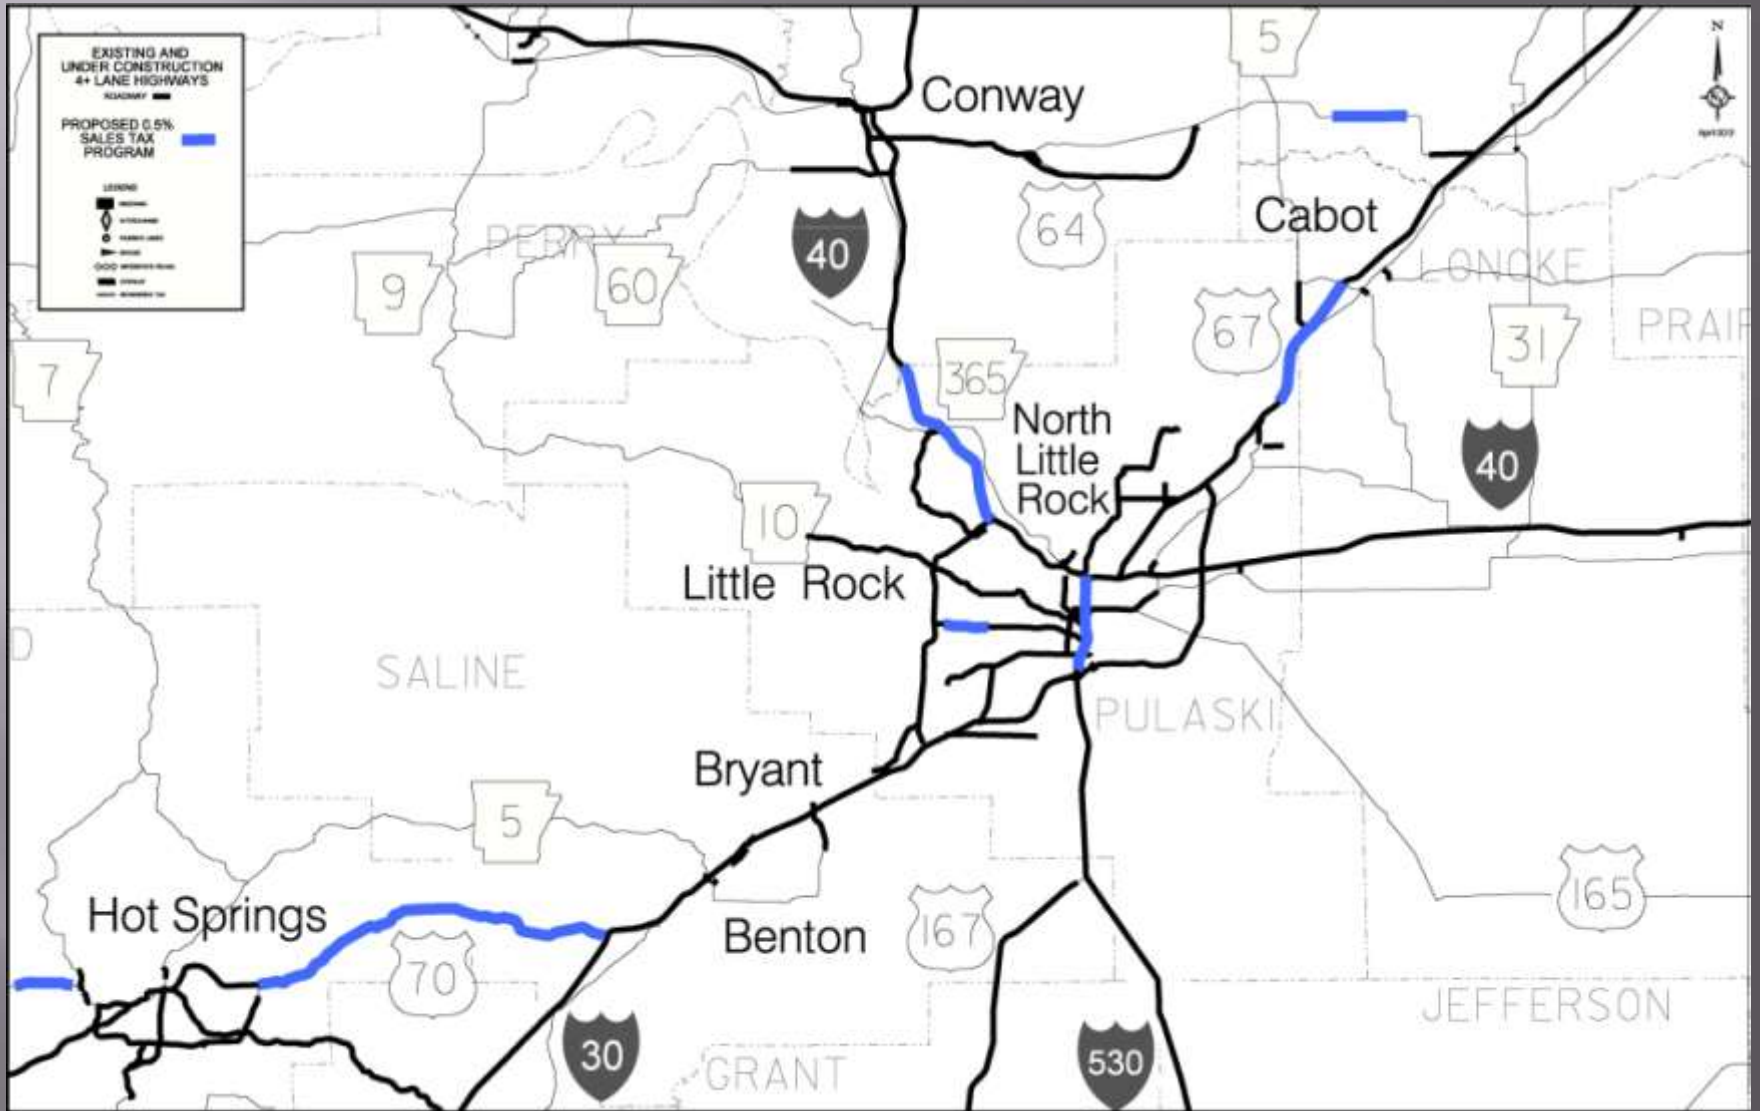 EXISTING AND
UNDER CONSTRUCTION
4+ LANE HIGHWAYS
ROADWAY
PROPOSED 0.5%
SALES TAX
PROGRAM
LEGEND
N
5
Conway
64
Cabot
40
PERRY
9
60
67
LONOKE
31
PRAIR
7
365
North
Little
Rock
40
10
Little Rock
SALINE
PULASKI
Bryant
5
165
Hot Springs
Benton
167
70
JEFFERSON
30
GRANT
530